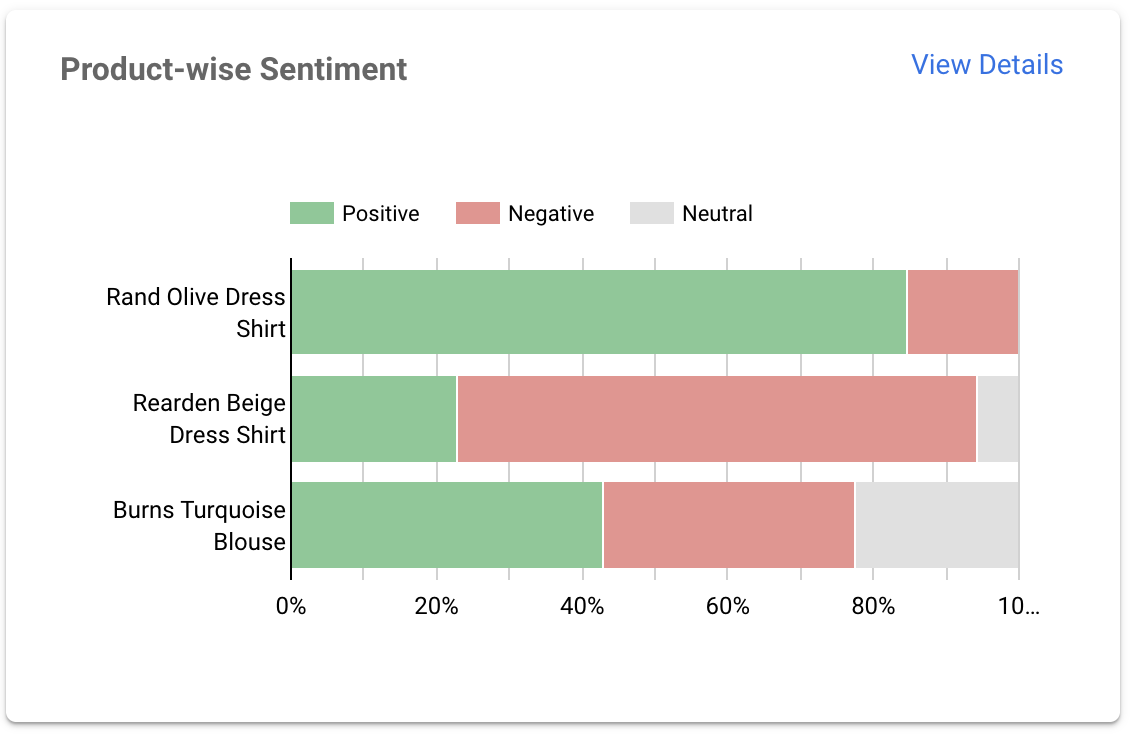 Product-wise Sentiment
View Details
Positive
Negative
Neutral
Rand Olive Dress
Shirt
Rearden Beige
Dress Shirt
Burns Turquoise
Blouse
0%
20%
40%
60%
80%
10...